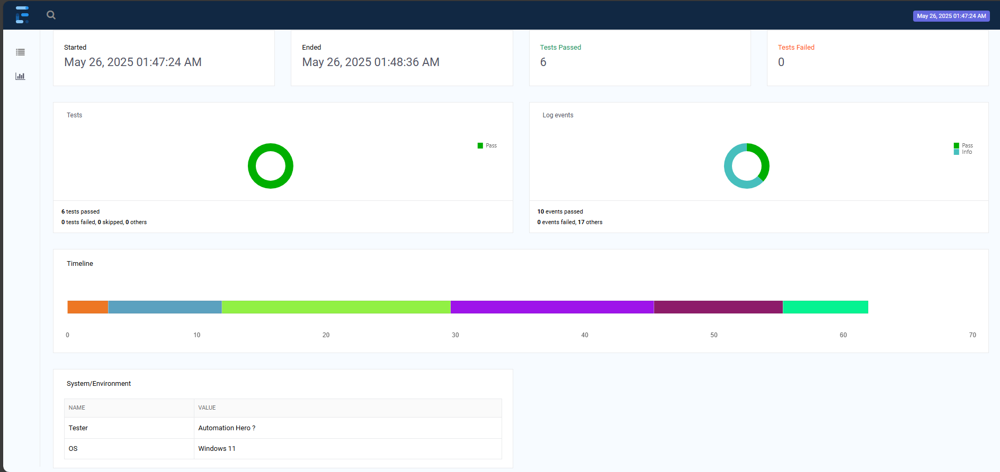 May 26, 2025 01:47:24 AM
Started
May 26, 2025 01:47:24 AM
Ended
May 26, 2025 01:48:36 AM
Tests Passed
6
Tests Failed
0
Tests
Pass
6 tests passed
0 tests failed, 0 skipped, 0 others
Log events
Pass
Info
10 events passed
0 events failed, 17 others
Timeline
0 10 20 30 40 50 60 70
System/Environment
NAME VALUE
Tester Automation Hero ?
OS Windows 11